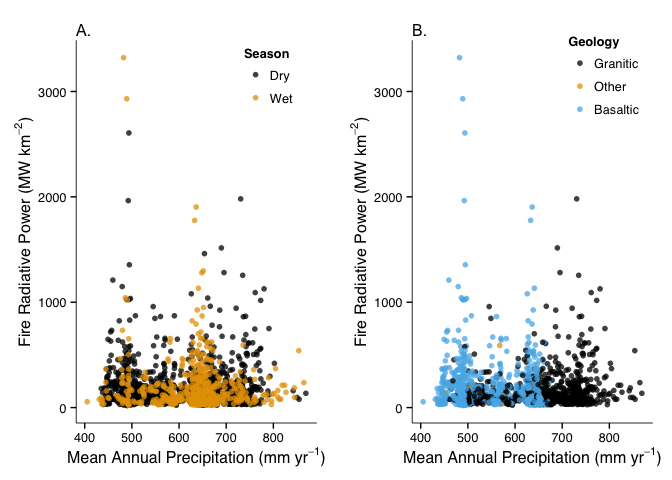 A.
Season
Dry
Wet
3000
2000
1000
0
400 500 600 700 800
Mean Annual Precipitation (mm yr⁻¹)
Fire Radiative Power (MW km⁻²)
B.
Geology
Granitic
Other
Basaltic
3000
2000
1000
0
400 500 600 700 800
Mean Annual Precipitation (mm yr⁻¹)
Fire Radiative Power (MW km⁻²)